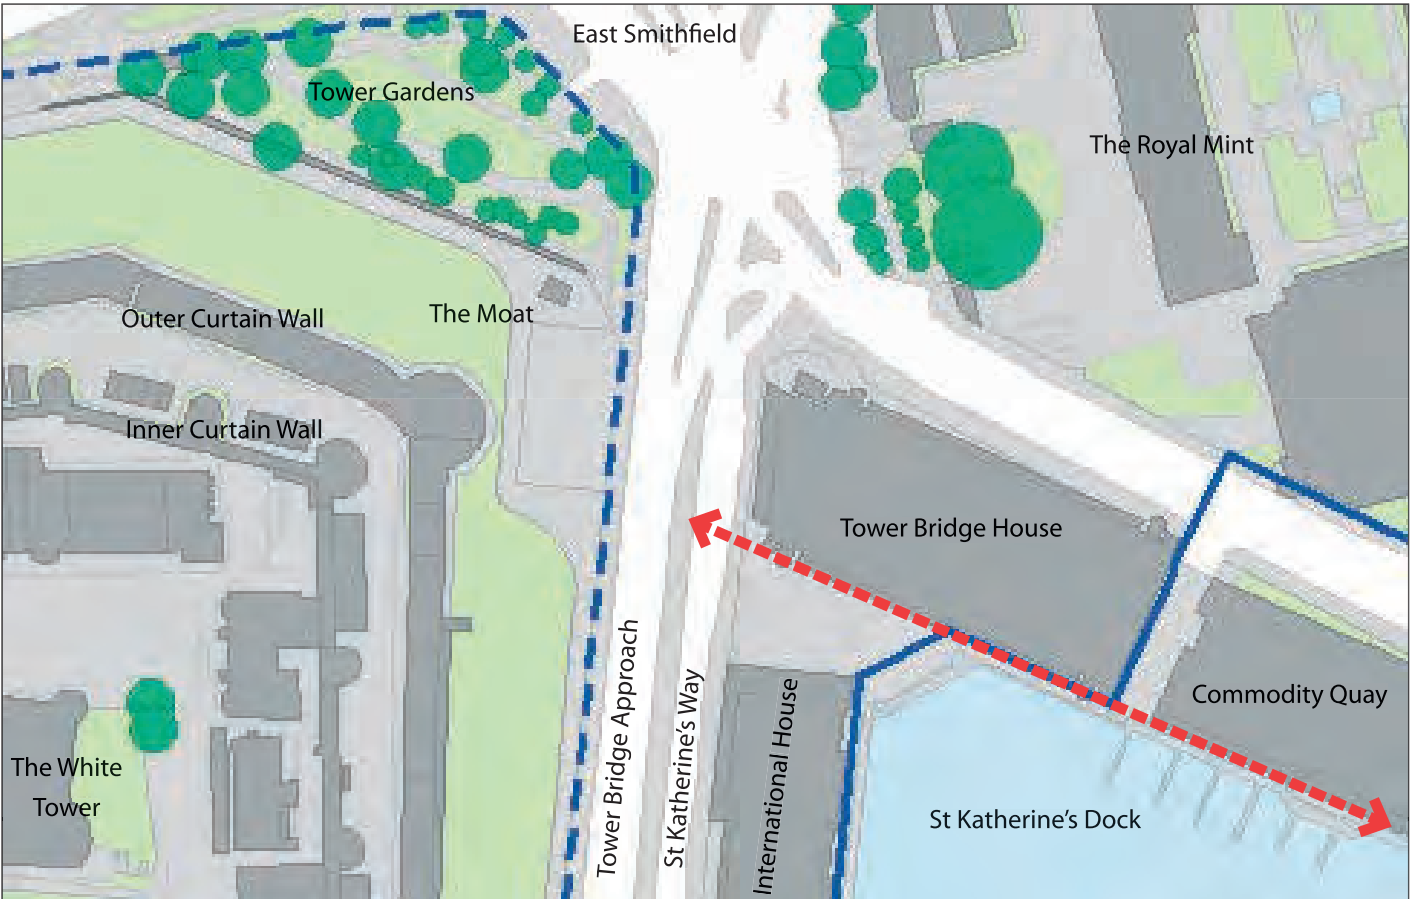 East Smithfield
Tower Gardens
The Royal Mint
Outer Curtain Wall
The Moat
Inner Curtain Wall
Tower Bridge House
Tower Bridge Approach
St Katherine's Way
International House
Commodity Quay
The White
Tower
St Katherine's Dock